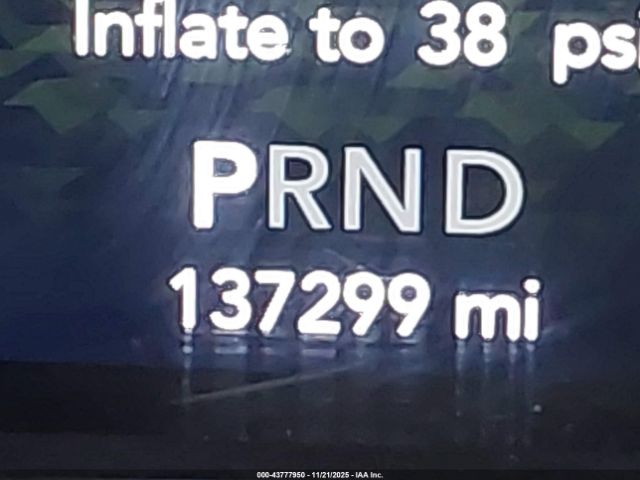 Inflate to 38 psi
PRND
137299 mi
000-43777950 - 11/21/2025 - IAA Inc.